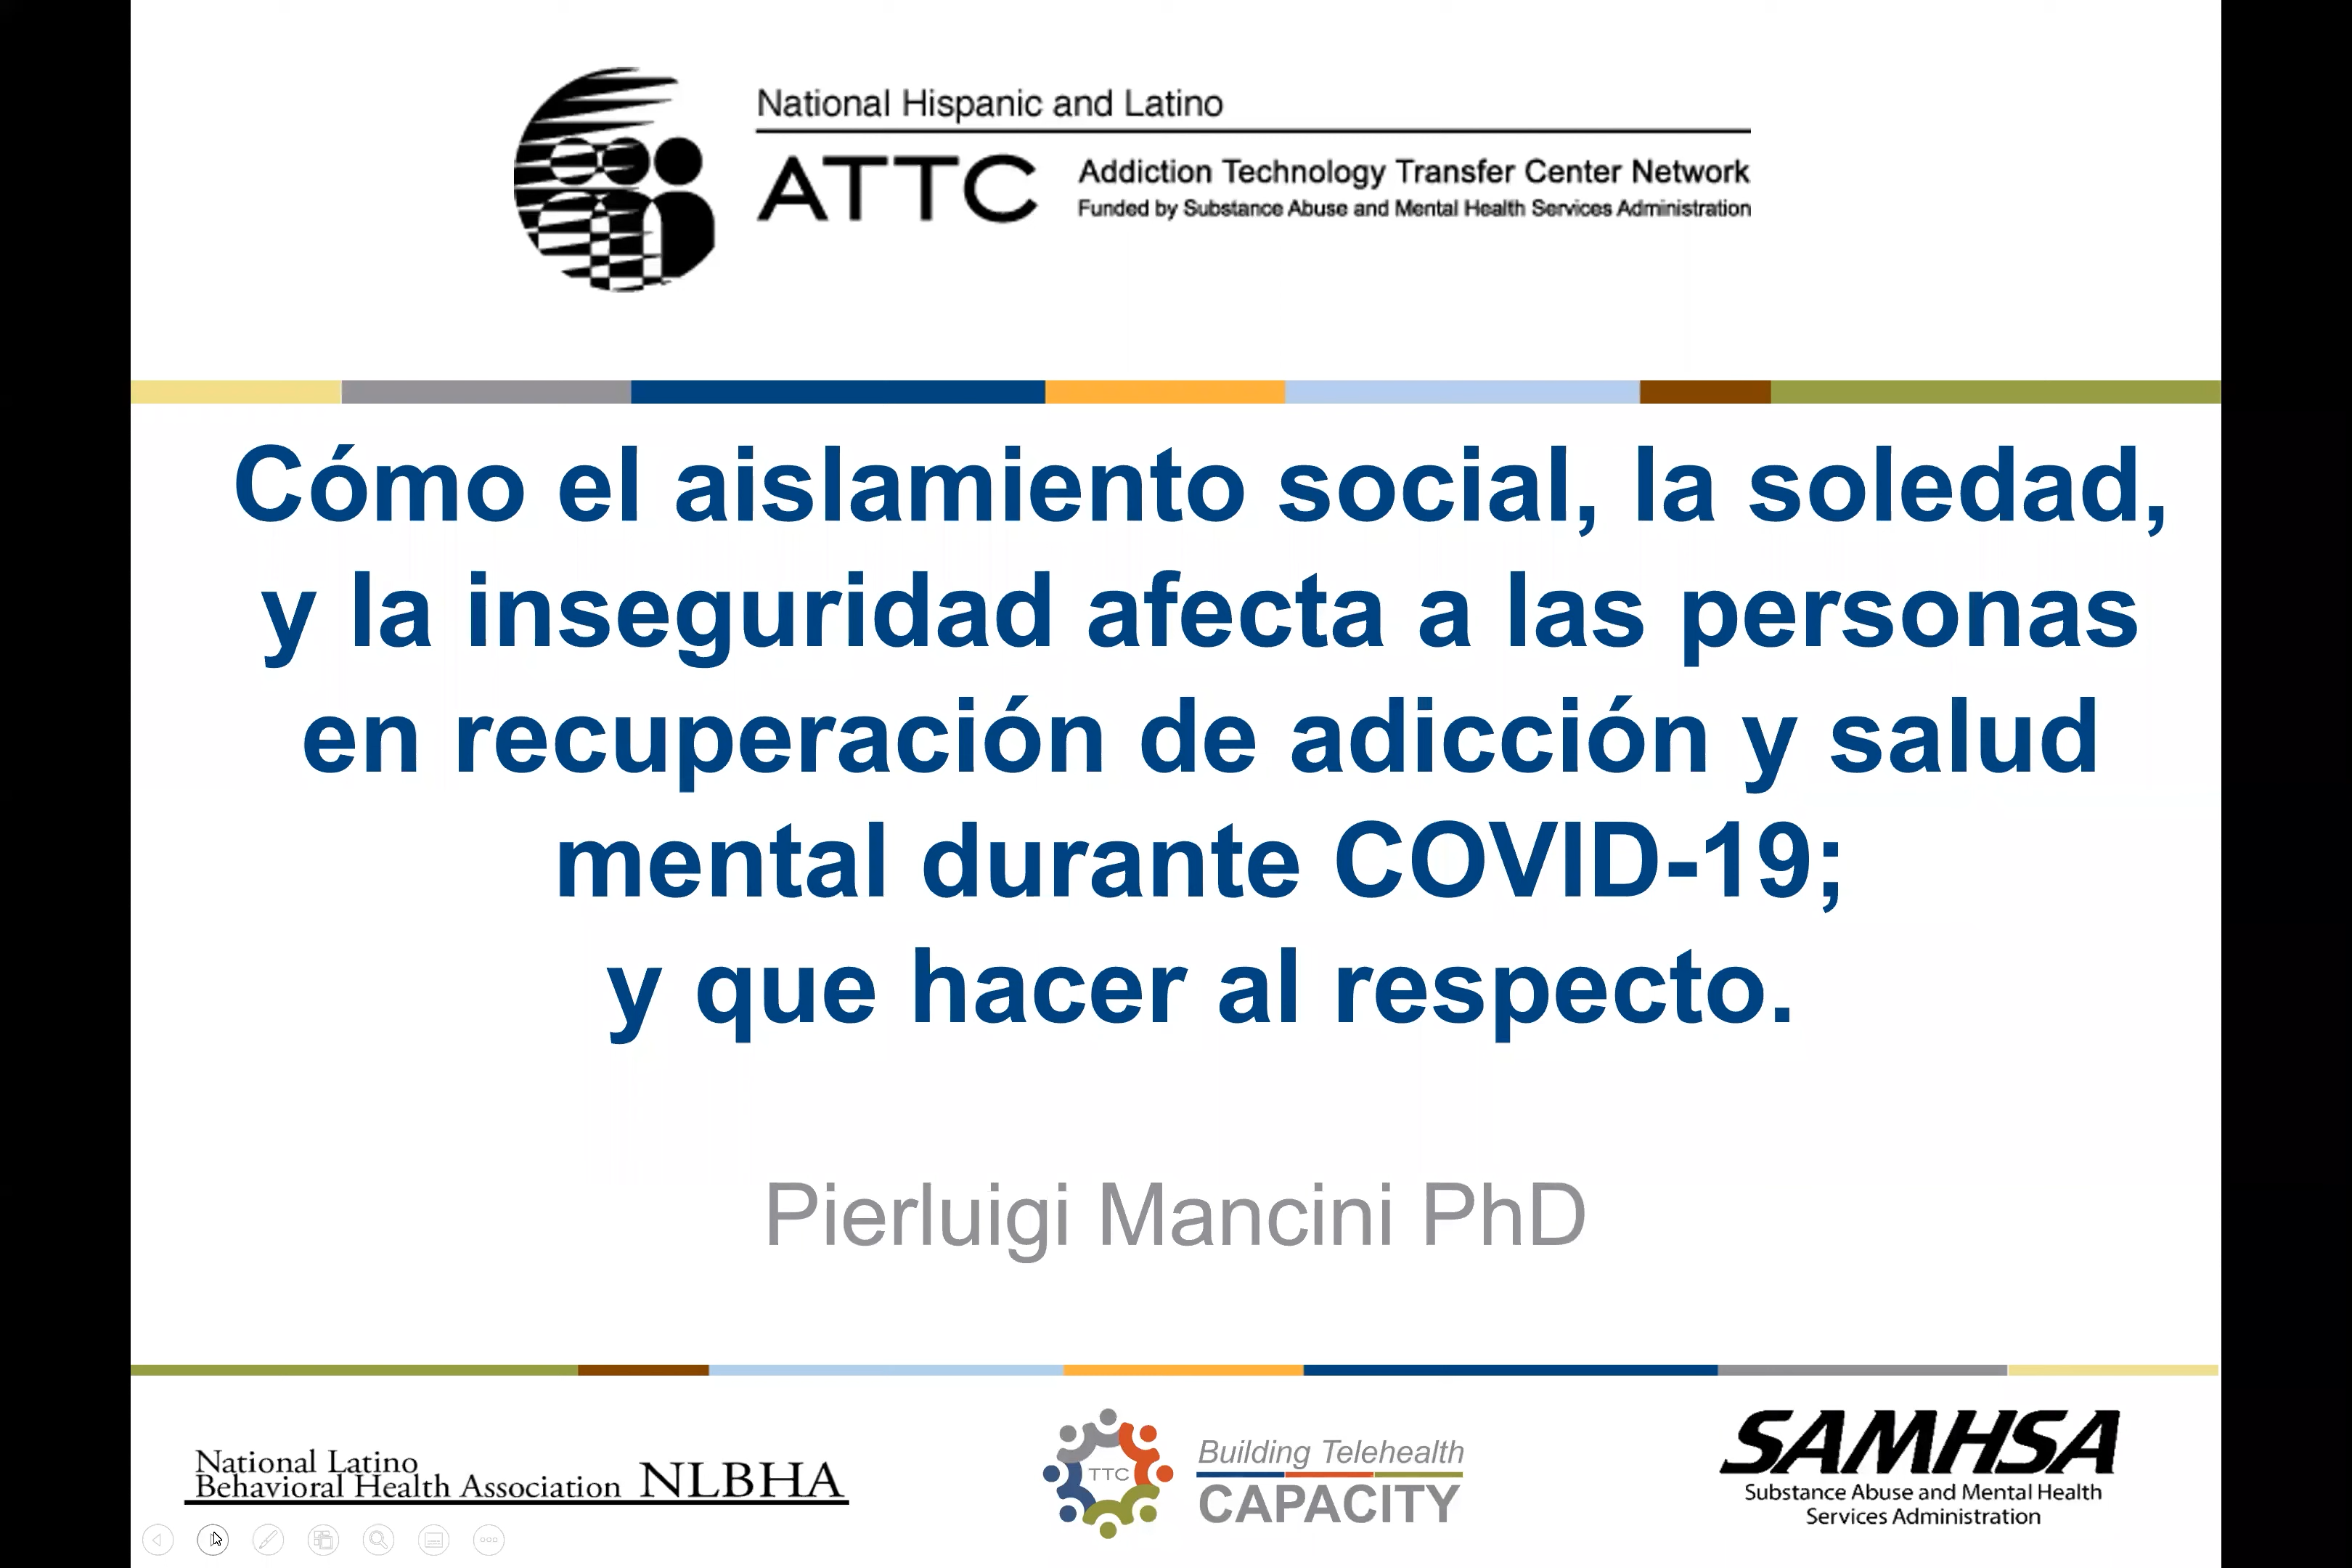 National Hispanic and Latino
ATTC
Addiction Technology Transfer Center Network
Funded by Substance Abuse and Mental Health Services Administration
Cómo el aislamiento social, la soledad,
y la inseguridad afecta a las personas
en recuperación de adicción y salud
mental durante COVID-19;
y que hacer al respecto.
Pierluigi Mancini PhD
National Latino
Behavioral Health Association NLBHA
TTC
Building Telehealth
CAPACITY
SAMHSA
Substance Abuse and Mental Health
Services Administration